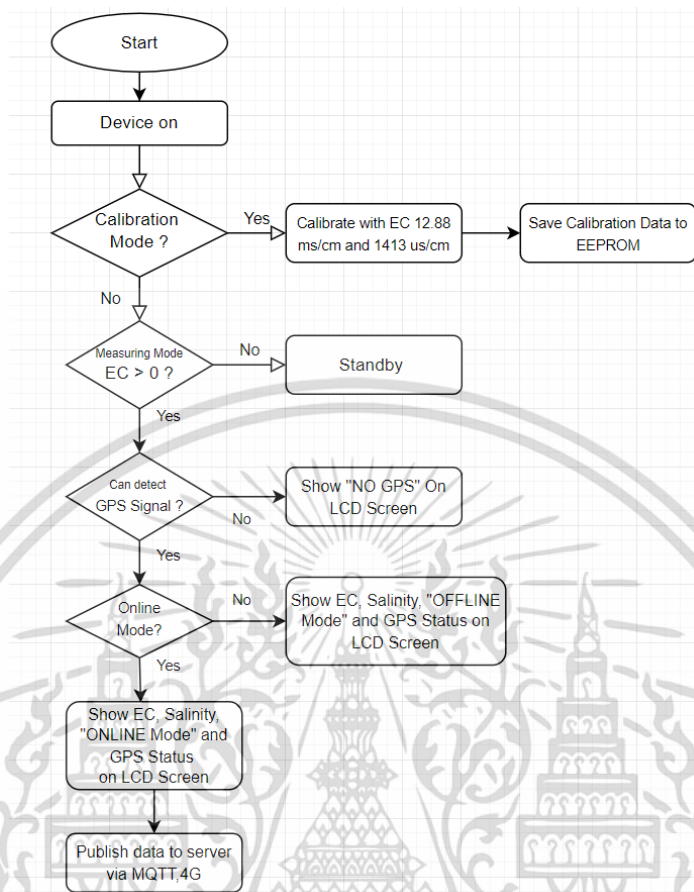 Start
Device on
Calibration
Mode ?
Yes
Calibrate with EC 12.88
ms/cm and 1413 us/cm
Save Calibration Data to
EEPROM
No
Measuring Mode
EC > 0 ?
No
Standby
Yes
Can detect
GPS Signal ?
No
Show "NO GPS" On
LCD Screen
Yes
Online
Mode?
No
Show EC, Salinity, "OFFLINE
Mode" and GPS Status on
LCD Screen
Yes
Show EC, Salinity,
"ONLINE Mode" and
GPS Status
on LCD Screen
Publish data to server
via MQTT,4G